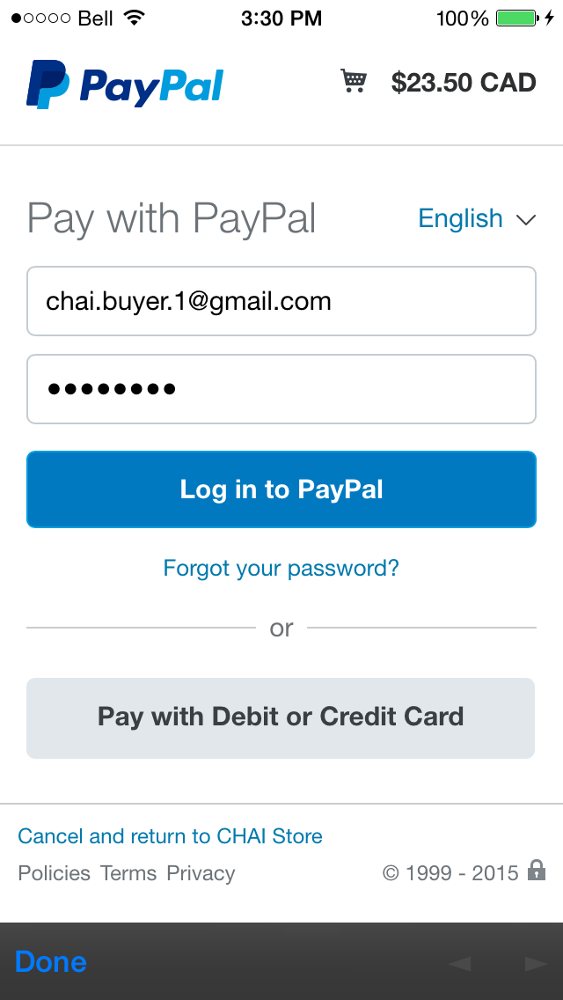 Bell 3:30 PM 100%
PayPal $23.50 CAD
Pay with PayPal English
chai.buyer.1@gmail.com
••••••••
Log in to PayPal
Forgot your password?
or
Pay with Debit or Credit Card
Cancel and return to CHAI Store
Policies Terms Privacy © 1999 - 2015
Done